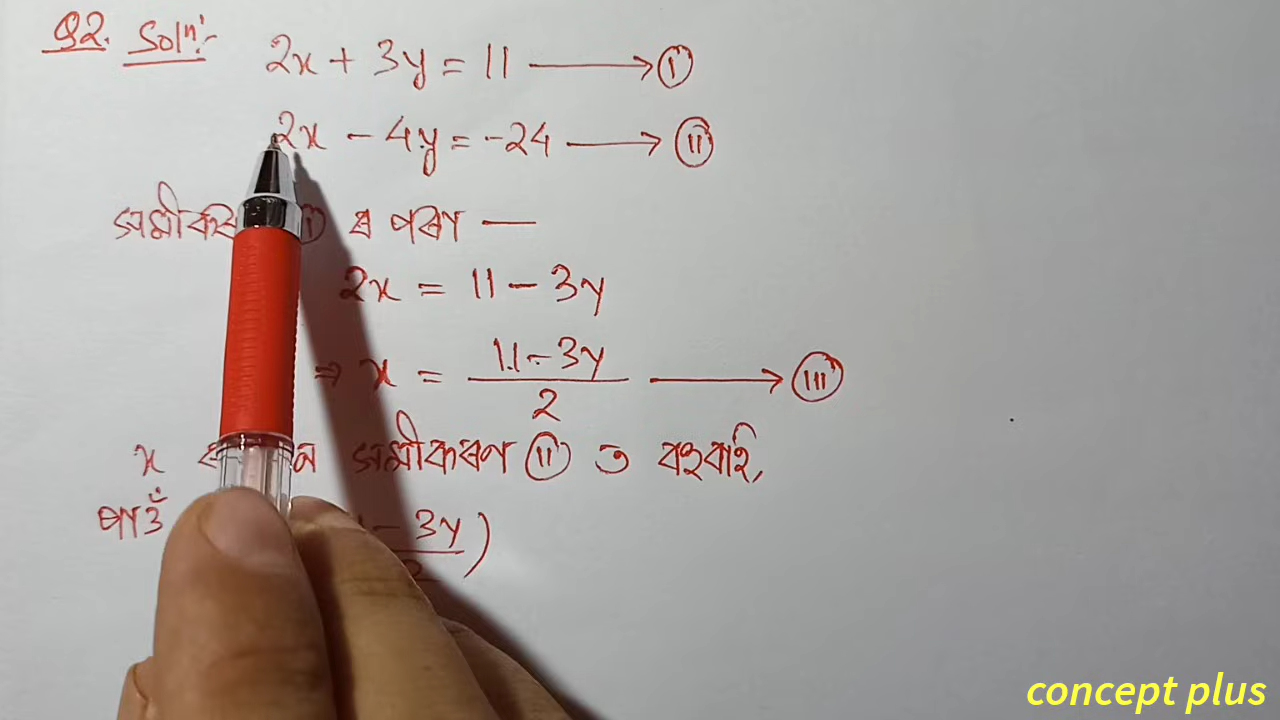 Q2. Solⁿ:- 2x + 3y = 11 ⟶ (i)
2x - 4y = -24 ⟶ (ii)
(i) ৰ পৰা —
2x = 11 - 3y
⇒ x = (11 - 3y)/2 ⟶ (iii)
x সমীকৰণ (ii) ত বহুৱাই,
পাওঁ - 3y)
concept plus